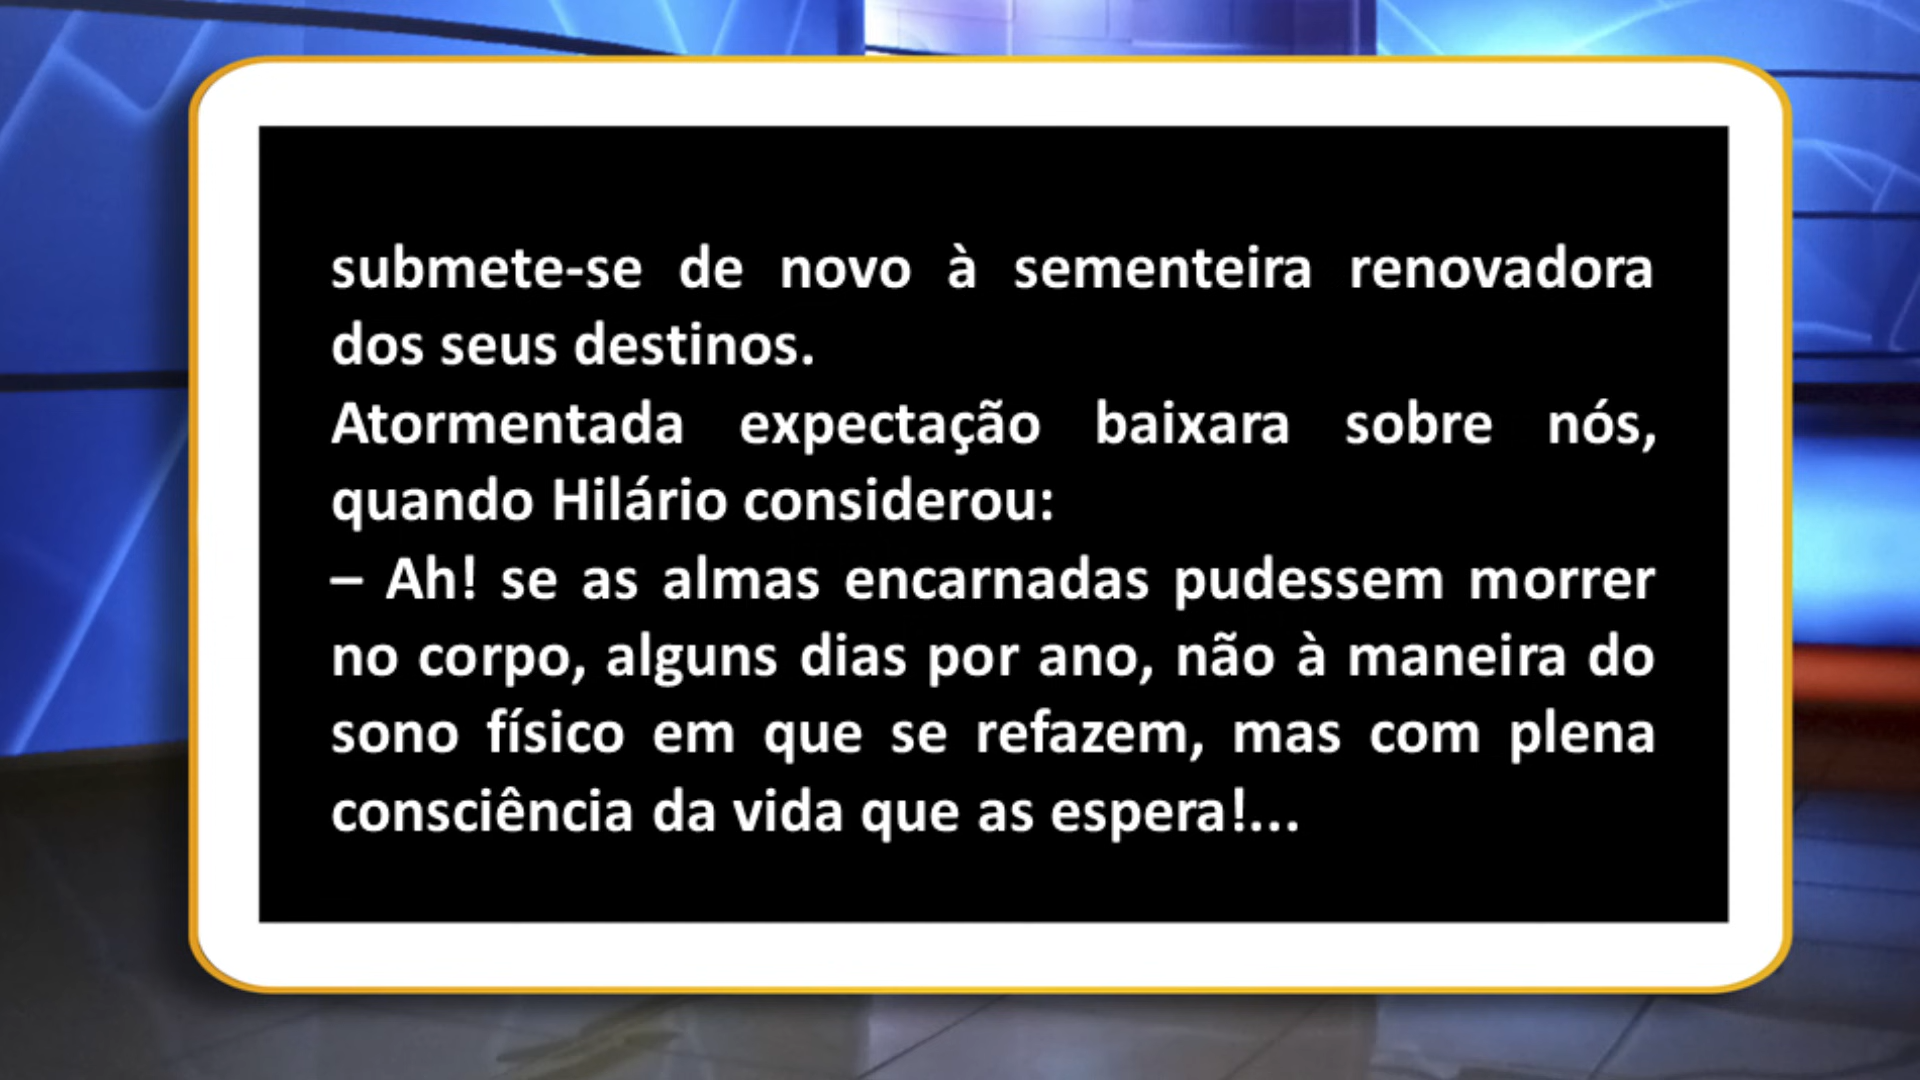 submete-se de novo à sementeira renovadora
dos seus destinos.
Atormentada expectação baixara sobre nós,
quando Hilário considerou:
– Ah! se as almas encarnadas pudessem morrer
no corpo, alguns dias por ano, não à maneira do
sono físico em que se refazem, mas com plena
consciência da vida que as espera!...